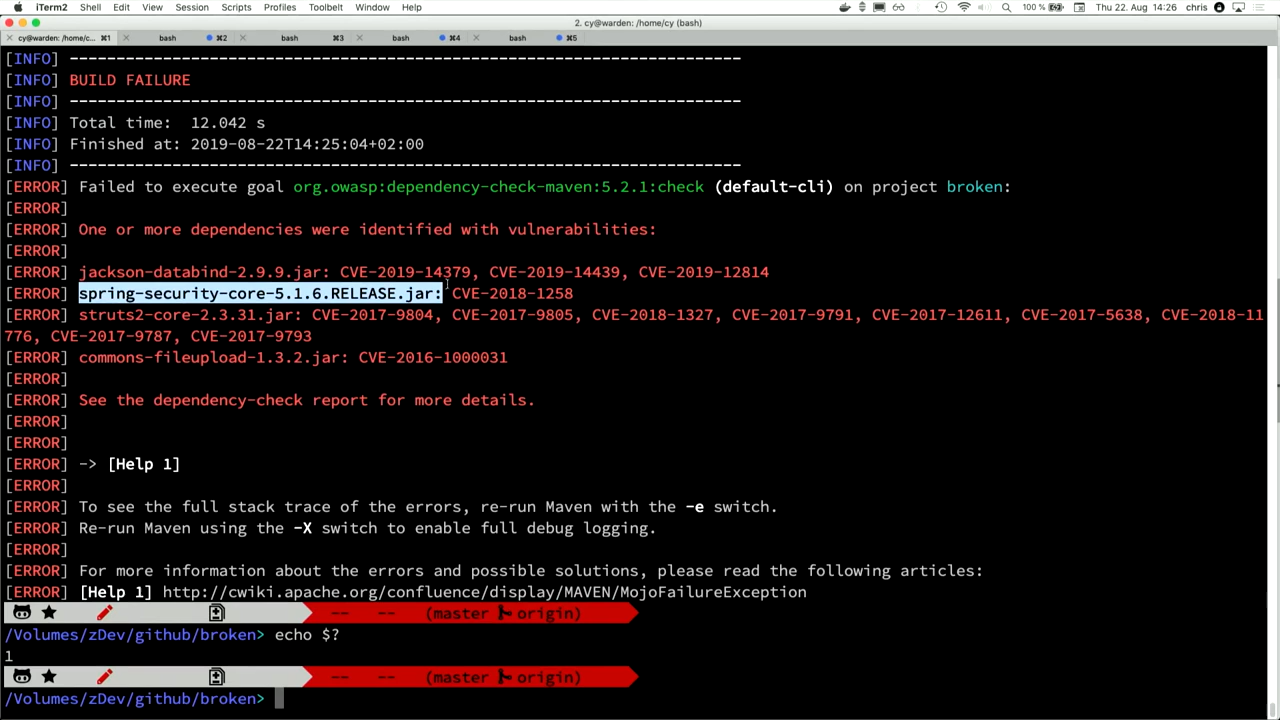 iTerm2 Shell Edit View Session Scripts Profiles Toolbelt Window Help 100 % Thu 22. Aug 14:26 chris
2. cy@warden: /home/cy (bash)
cy@warden: /home/c... ⌘1 bash ⌘2 bash ⌘3 bash ⌘4 bash ⌘5
[INFO] ------------------------------------------------------------------------
[INFO] BUILD FAILURE
[INFO] ------------------------------------------------------------------------
[INFO] Total time:  12.042 s
[INFO] Finished at: 2019-08-22T14:25:04+02:00
[INFO] ------------------------------------------------------------------------
[ERROR] Failed to execute goal org.owasp:dependency-check-maven:5.2.1:check (default-cli) on project broken:
[ERROR]
[ERROR] One or more dependencies were identified with vulnerabilities:
[ERROR]
[ERROR] jackson-databind-2.9.9.jar: CVE-2019-14379, CVE-2019-14439, CVE-2019-12814
[ERROR] spring-security-core-5.1.6.RELEASE.jar: CVE-2018-1258
[ERROR] struts2-core-2.3.31.jar: CVE-2017-9804, CVE-2017-9805, CVE-2018-1327, CVE-2017-9791, CVE-2017-12611, CVE-2017-5638, CVE-2018-11
776, CVE-2017-9787, CVE-2017-9793
[ERROR] commons-fileupload-1.3.2.jar: CVE-2016-1000031
[ERROR]
[ERROR] See the dependency-check report for more details.
[ERROR]
[ERROR]
[ERROR] -> [Help 1]
[ERROR]
[ERROR] To see the full stack trace of the errors, re-run Maven with the -e switch.
[ERROR] Re-run Maven using the -X switch to enable full debug logging.
[ERROR]
[ERROR] For more information about the errors and possible solutions, please read the following articles:
[ERROR] [Help 1] http://cwiki.apache.org/confluence/display/MAVEN/MojoFailureException
-- -- (master origin)
/Volumes/zDev/github/broken> echo $?
1
-- -- (master origin)
/Volumes/zDev/github/broken>